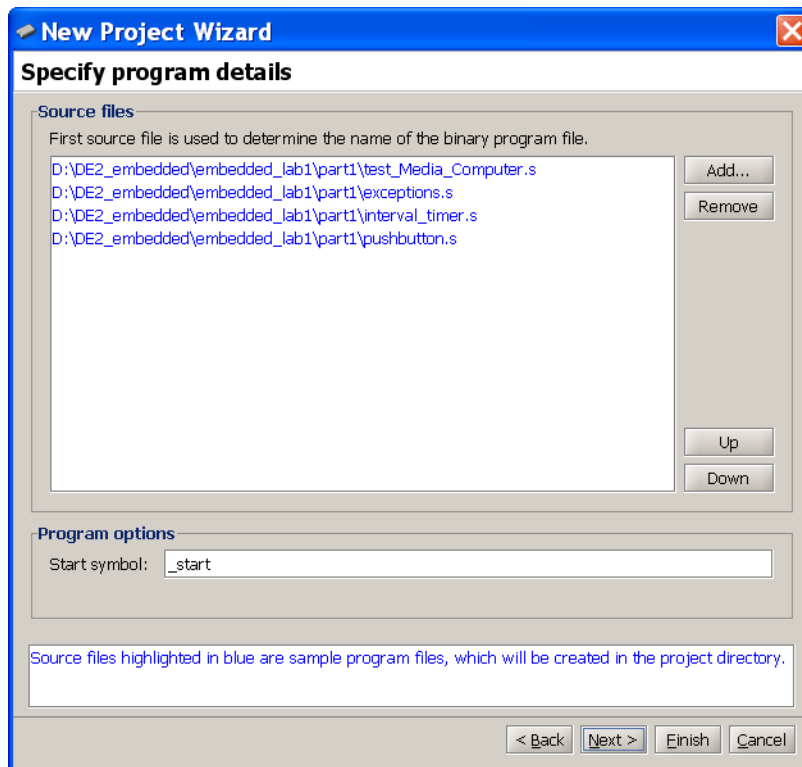 New Project Wizard
Specify program details
Source files
First source file is used to determine the name of the binary program file.
D:\DE2_embedded\embedded_lab1\part1\test_Media_Computer.s
D:\DE2_embedded\embedded_lab1\part1\exceptions.s
D:\DE2_embedded\embedded_lab1\part1\interval_timer.s
D:\DE2_embedded\embedded_lab1\part1\pushbutton.s
Add...
Remove
Up
Down
Program options
Start symbol: _start
Source files highlighted in blue are sample program files, which will be created in the project directory.
< Back Next > Finish Cancel